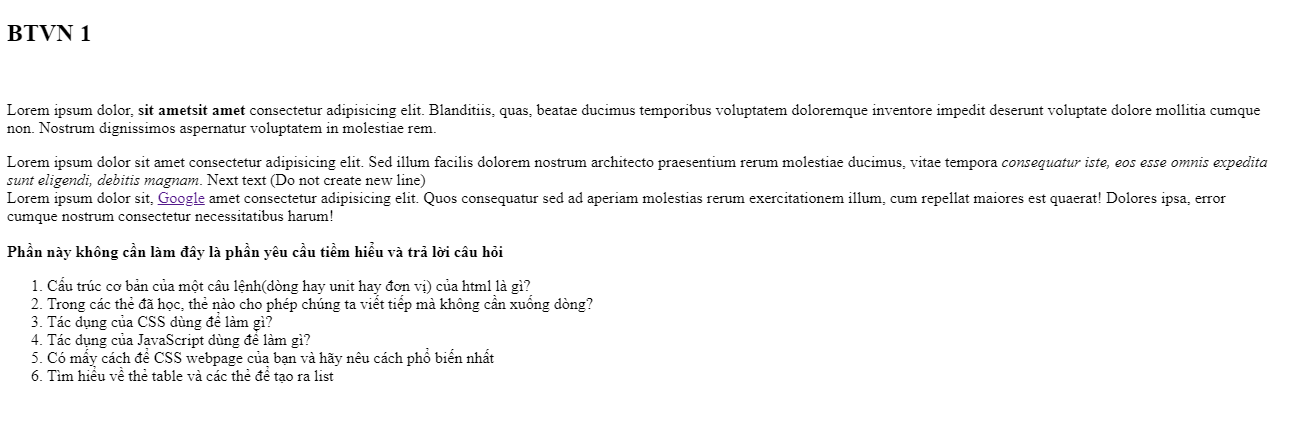 BTVN 1
Lorem ipsum dolor, sit ametsit amet consectetur adipisicing elit. Blanditiis, quas, beatae ducimus temporibus voluptatem doloremque inventore impedit deserunt voluptate dolore mollitia cumque
non. Nostrum dignissimos aspernatur voluptatem in molestiae rem.
Lorem ipsum dolor sit amet consectetur adipisicing elit. Sed illum facilis dolorem nostrum architecto praesentium rerum molestiae ducimus, vitae tempora consequatur iste, eos esse omnis expedita
sunt eligendi, debitis magnam. Next text (Do not create new line)
Lorem ipsum dolor sit, Google amet consectetur adipisicing elit. Quos consequatur sed ad aperiam molestias rerum exercitationem illum, cum repellat maiores est quaerat! Dolores ipsa, error
cumque nostrum consectetur necessitatibus harum!
Phần này không cần làm đây là phần yêu cầu tiềm hiểu và trả lời câu hỏi
1. Cấu trúc cơ bản của một câu lệnh(dòng hay unit hay đơn vị) của html là gì?
2. Trong các thẻ đã học, thẻ nào cho phép chúng ta viết tiếp mà không cần xuống dòng?
3. Tác dụng của CSS dùng để làm gì?
4. Tác dụng của JavaScript dùng để làm gì?
5. Có mấy cách để CSS webpage của bạn và hãy nêu cách phổ biến nhất
6. Tìm hiểu về thẻ table và các thẻ để tạo ra list